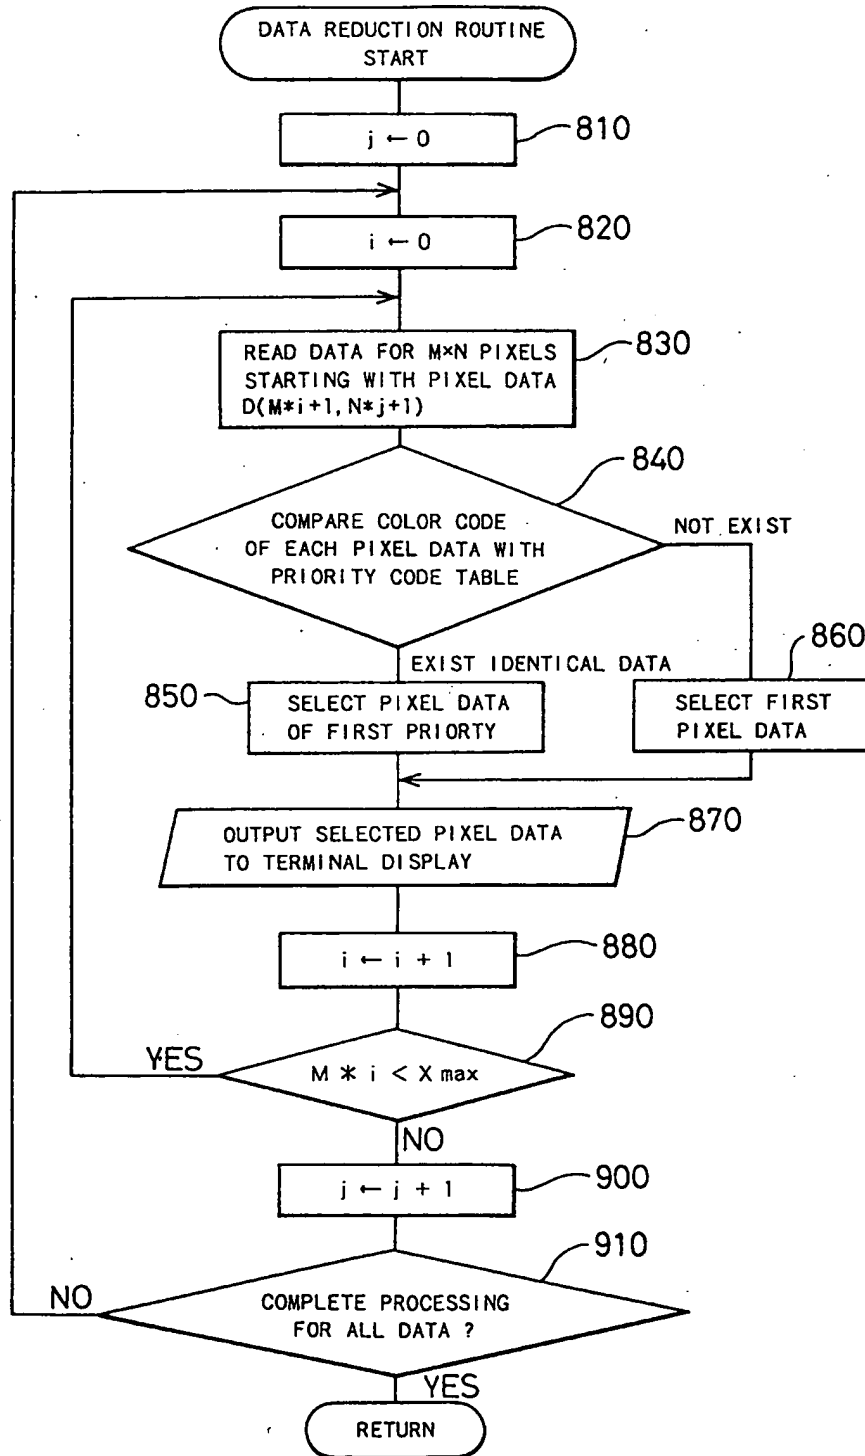 DATA REDUCTION ROUTINE
START
j ← 0
810
i ← 0
820
READ DATA FOR M×N PIXELS
STARTING WITH PIXEL DATA
D(M*i+1, N*j+1)
830
840
COMPARE COLOR CODE
OF EACH PIXEL DATA WITH
PRIORITY CODE TABLE
NOT EXIST
EXIST IDENTICAL DATA
850
SELECT PIXEL DATA
OF FIRST PRIORTY
860
SELECT FIRST
PIXEL DATA
OUTPUT SELECTED PIXEL DATA
TO TERMINAL DISPLAY
870
i ← i + 1
880
890
YES
M * i < X max
NO
j ← j + 1
900
910
NO
COMPLETE PROCESSING
FOR ALL DATA ?
YES
RETURN